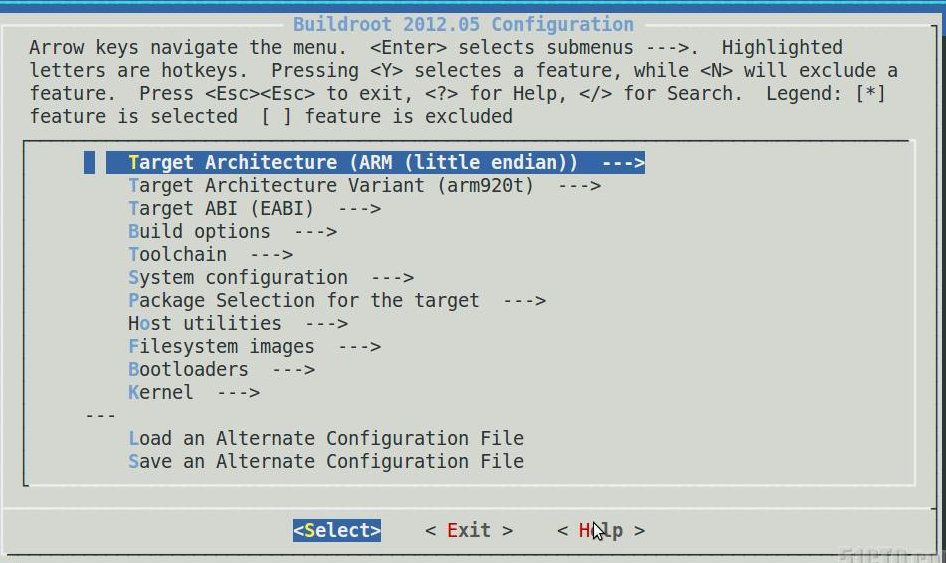 Buildroot 2012.05 Configuration
Arrow keys navigate the menu.  <Enter> selects submenus --->.  Highlighted
letters are hotkeys.  Pressing <Y> selectes a feature, while <N> will exclude a
feature.  Press <Esc><Esc> to exit, <?> for Help, </> for Search.  Legend: [*]
feature is selected  [ ] feature is excluded
Target Architecture (ARM (little endian))  --->
Target Architecture Variant (arm920t)  --->
Target ABI (EABI)  --->
Build options  --->
Toolchain  --->
System configuration  --->
Package Selection for the target  --->
Host utilities  --->
Filesystem images  --->
Bootloaders  --->
Kernel  --->
---
Load an Alternate Configuration File
Save an Alternate Configuration File
<Select>    < Exit >    < Help >